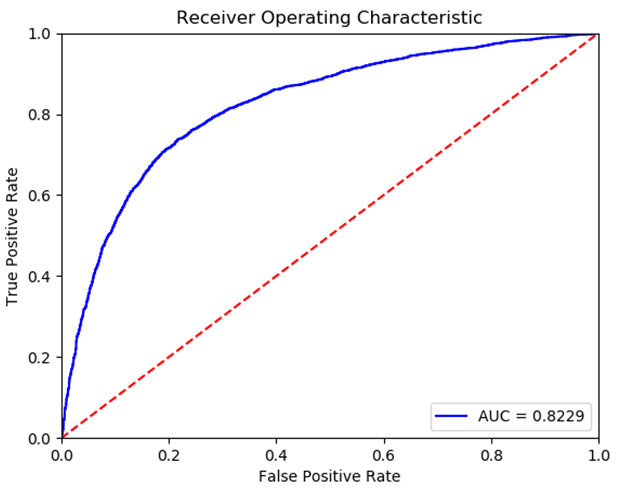 Receiver Operating Characteristic
1.0
0.8
0.6
0.4
0.2
0.0
True Positive Rate
AUC = 0.8229
0.0 0.2 0.4 0.6 0.8 1.0
False Positive Rate